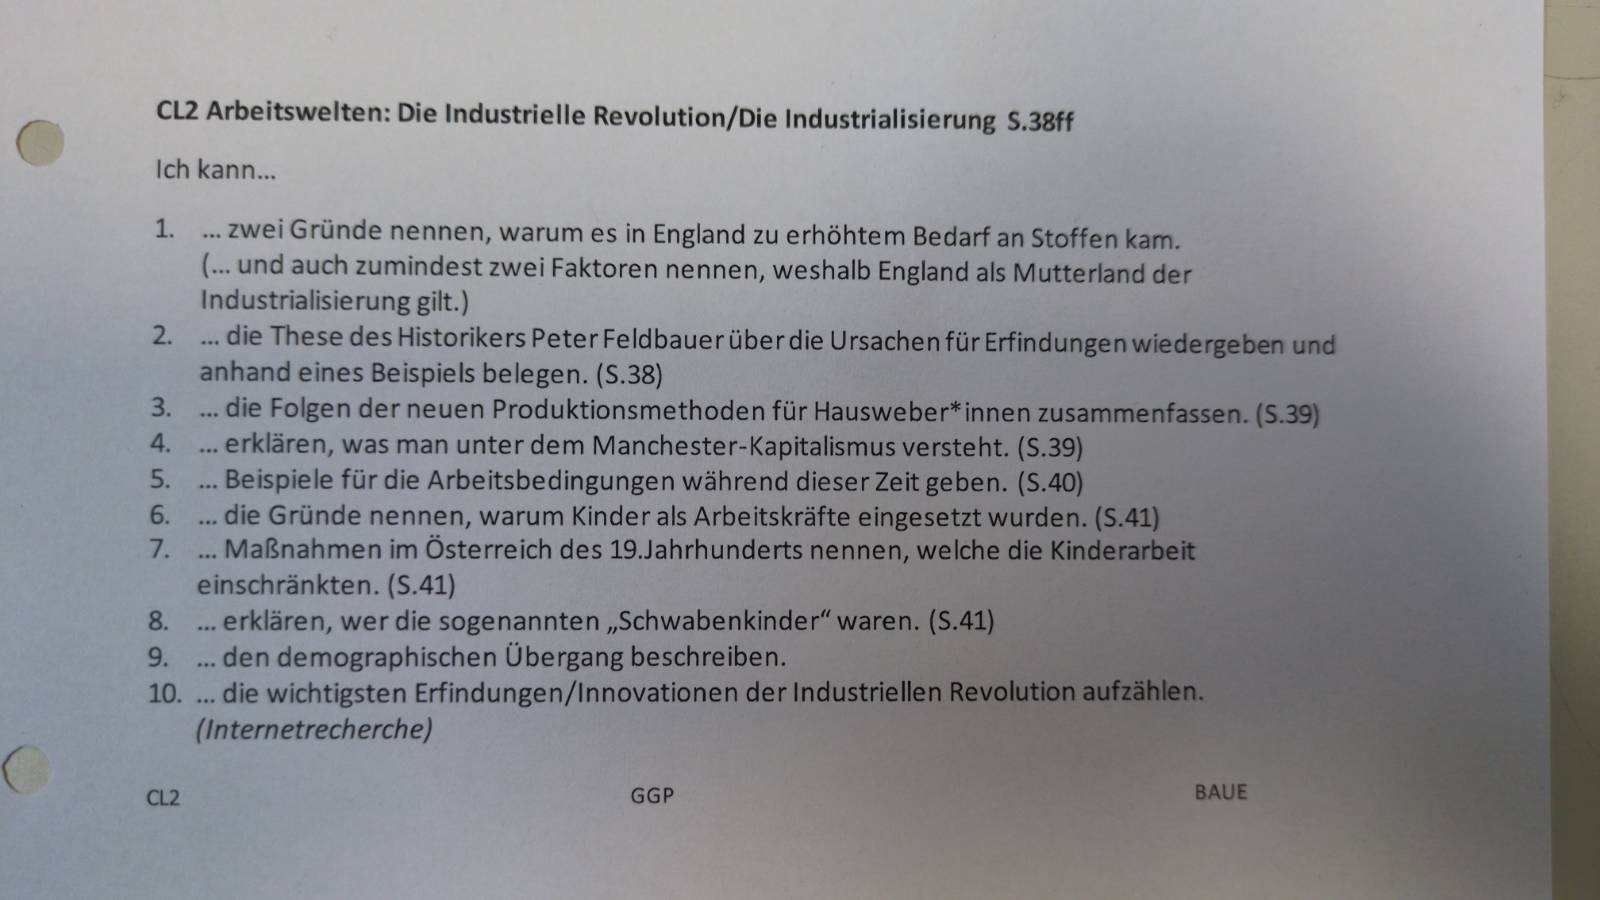 CL2 Arbeitswelten: Die Industrielle Revolution/Die Industrialisierung S.38ff
Ich kann...
1. ... zwei Gründe nennen, warum es in England zu erhöhtem Bedarf an Stoffen kam.
(... und auch zumindest zwei Faktoren nennen, weshalb England als Mutterland der
Industrialisierung gilt.)
2. ... die These des Historikers Peter Feldbauer über die Ursachen für Erfindungen wiedergeben und
anhand eines Beispiels belegen. (S.38)
3. ... die Folgen der neuen Produktionsmethoden für Hausweber*innen zusammenfassen. (S.39)
4. ... erklären, was man unter dem Manchester-Kapitalismus versteht. (S.39)
5. ... Beispiele für die Arbeitsbedingungen während dieser Zeit geben. (S.40)
6. ... die Gründe nennen, warum Kinder als Arbeitskräfte eingesetzt wurden. (S.41)
7. ... Maßnahmen im Österreich des 19.Jahrhunderts nennen, welche die Kinderarbeit
einschränkten. (S.41)
8. ... erklären, wer die sogenannten „Schwabenkinder“ waren. (S.41)
9. ... den demographischen Übergang beschreiben.
10. ... die wichtigsten Erfindungen/Innovationen der Industriellen Revolution aufzählen.
(Internetrecherche)
CL2 GGP BAUE